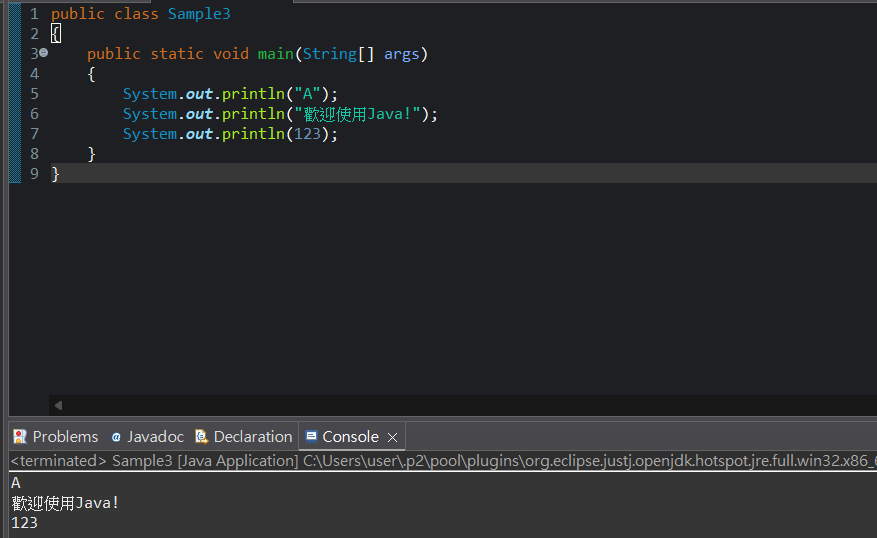 1 public class Sample3
2 {
3 public static void main(String[] args)
4 {
5 System.out.println("A");
6 System.out.println("歡迎使用Java!");
7 System.out.println(123);
8 }
9 }
Problems Javadoc Declaration Console
<terminated> Sample3 [Java Application] C:\Users\user\.p2\pool\plugins\org.eclipse.justj.openjdk.hotspot.jre.full.win32.x86_6
A
歡迎使用Java!
123